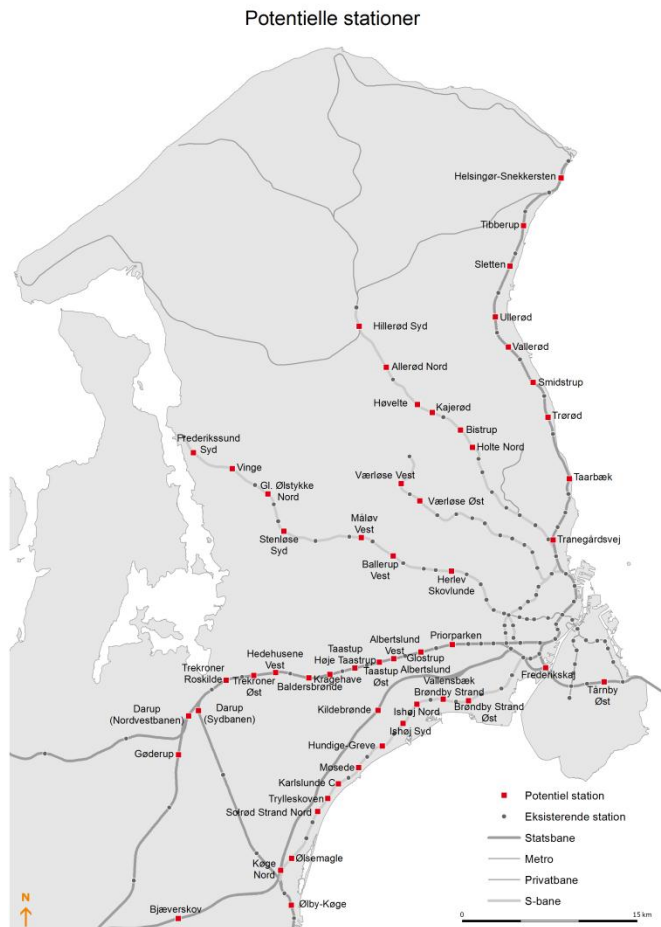 Potentielle stationer
Helsingør-Snekkersten
Tibberup
Sletten
Ullerød
Vallerød
Hillerød Syd
Allerød Nord
Smidstrup
Høvelte
Kajerød
Trørød
Bistrup
Holte Nord
Frederikssund
Syd
Vinge
Gl. Ølstykke
Nord
Værløse Vest
Taarbæk
Værløse Øst
Stenløse
Syd
Måløv
Vest
Tranegårdsvej
Ballerup
Vest
Herlev
Skovlunde
Priorparken
Albertslund
Vest
Glostrup
Albertslund
Taastup
Høje Taastrup
Taastup
Øst
Hedehusene
Vest
Kragehave
Baldersbrønde
Trekroner
Roskilde
Trekroner
Øst
Vallensbæk
Frederikskaj
Tårnby
Øst
Brøndby Strand
Brøndby Strand
Øst
Ishøj Nord
Ishøj Syd
Kildebrønde
Darup
(Nordvestbanen)
Darup
(Sydbanen)
Gøderup
Hundige-Greve
Mosede
Karlslunde C
Trylleskoven
Solrød Strand Nord
Ølsemagle
Køge
Nord
Ølby-Køge
Bjæverskov
Potentiel station
Eksisterende station
Statsbane
Metro
Privatbane
S-bane
N
0
15 km